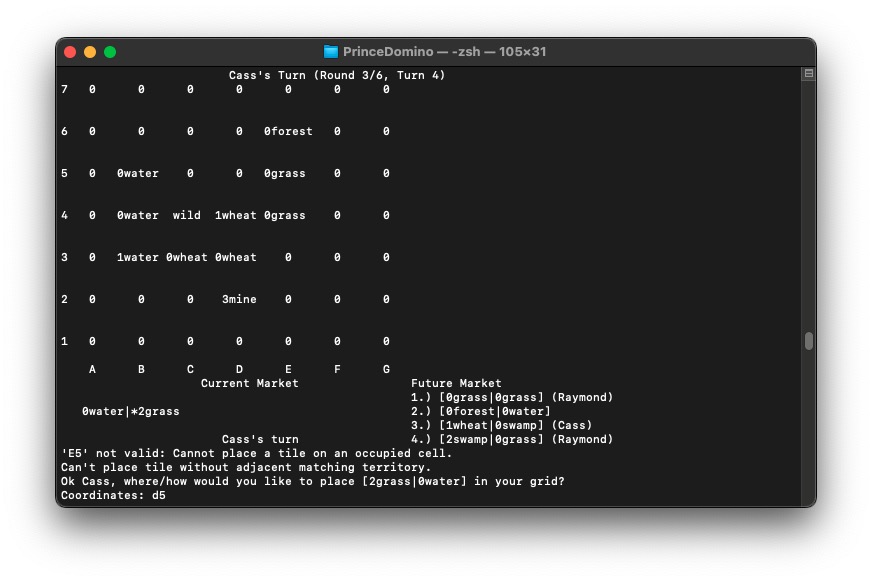 PrinceDomino — -zsh — 105×31
Cass's Turn (Round 3/6, Turn 4)
7 0 0 0 0 0 0 0
6 0 0 0 0 0forest 0 0
5 0 0water 0 0 0grass 0 0
4 0 0water wild 1wheat 0grass 0 0
3 0 1water 0wheat 0wheat 0 0 0
2 0 0 0 3mine 0 0 0
1 0 0 0 0 0 0 0
A B C D E F G
Current Market Future Market
1.) [0grass|0grass] (Raymond)
0water|*2grass 2.) [0forest|0water]
3.) [1wheat|0swamp] (Cass)
Cass's turn 4.) [2swamp|0grass] (Raymond)
'E5' not valid: Cannot place a tile on an occupied cell.
Can't place tile without adjacent matching territory.
Ok Cass, where/how would you like to place [2grass|0water] in your grid?
Coordinates: d5